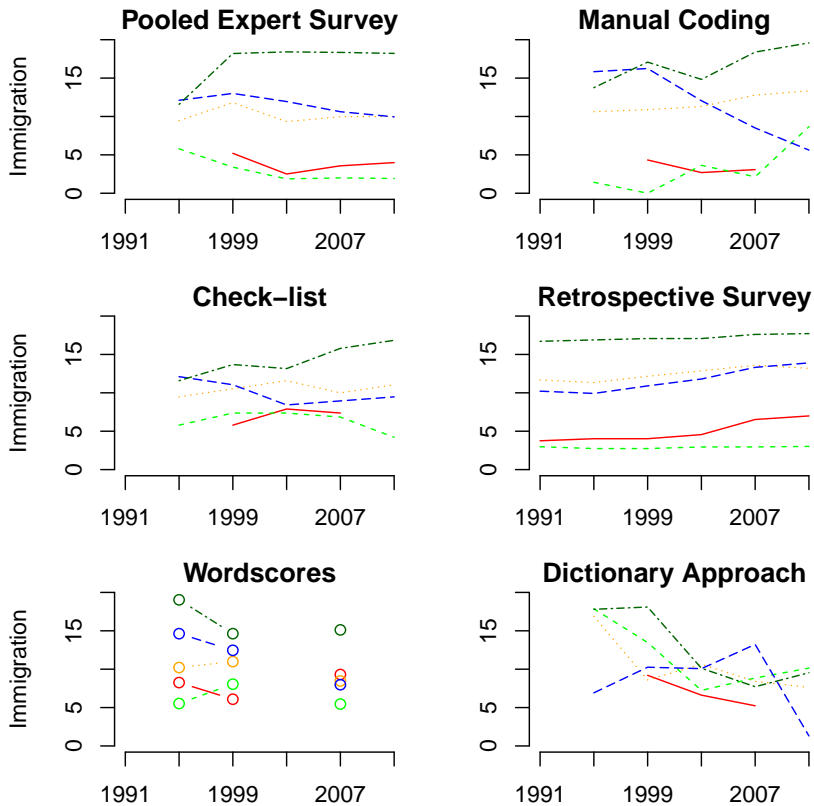 Pooled Expert Survey
Immigration
15
5
0
1991 1999 2007
Manual Coding
15
5
0
1991 1999 2007
Check−list
Immigration
15
5
0
1991 1999 2007
Retrospective Survey
15
5
0
1991 1999 2007
Wordscores
Immigration
15
5
0
1991 1999 2007
Dictionary Approach
15
5
0
1991 1999 2007